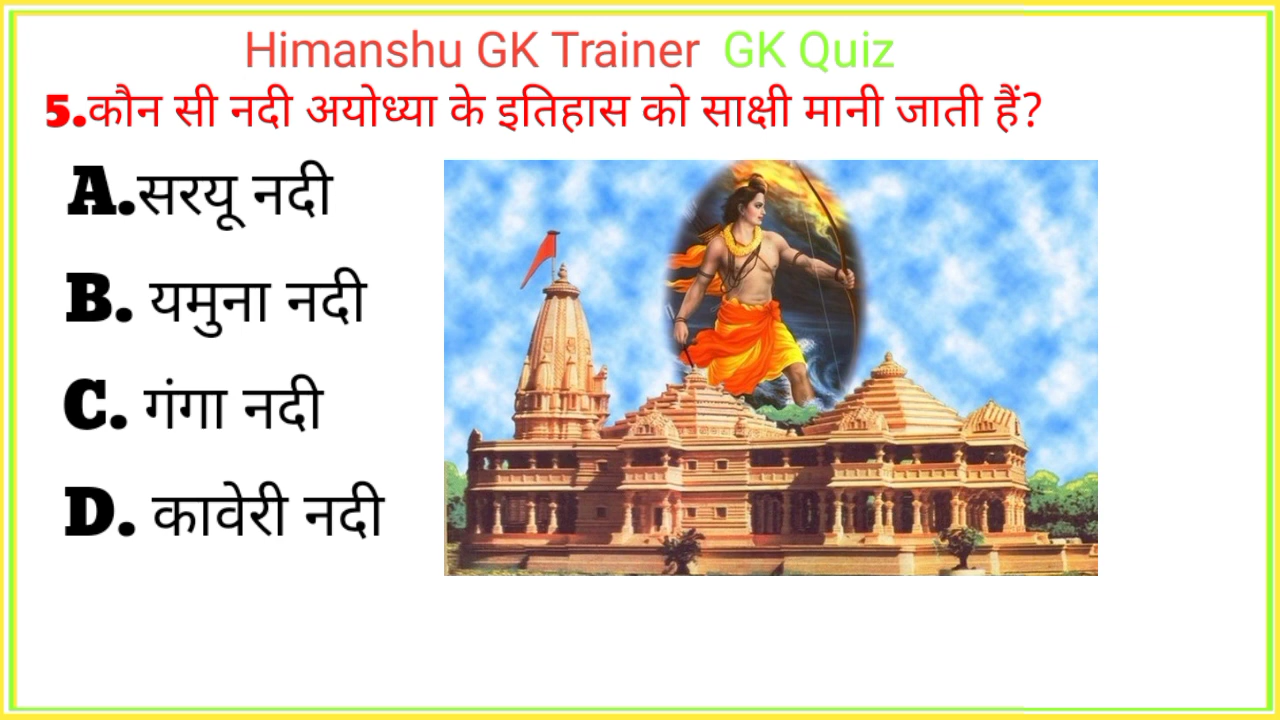 Himanshu GK Trainer GK Quiz
5.कौन सी नदी अयोध्या के इतिहास को साक्षी मानी जाती हैं?
A.सरयू नदी
B. यमुना नदी
C. गंगा नदी
D. कावेरी नदी